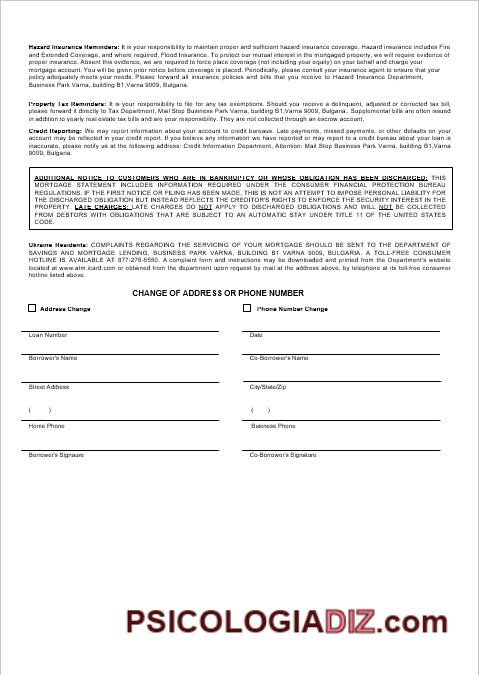 Hazard Insurance Reminders: It is your responsibility to maintain proper and sufficient hazard insurance coverage. Hazard insurance includes Fire
and Extended Coverage, and where required, Flood Insurance. To protect our mutual interest in the mortgaged property, we will require evidence of
proper insurance. Absent this evidence, we are required to force place coverage (not including your equity) on your behalf and charge your
mortgage account. You will be given prior notice before coverage is placed. Periodically, please consult your insurance agent to ensure that your
policy adequately meets your needs. Please forward all insurance policies and bills that you receive to Hazard Insurance Department,
Business Park Varna, building B1,Varna 9009, Bulgana.
Property Tax Reminders: It is your responsibility to file for any tax exemptions. Should you receive a delinquent, adjusted or corrected tax bill,
please forward it directly to Tax Department, Mail Stop Business Park Varna, building B1,Varna 9009, Bulgana. Supplemental bills are often issued
in addition to yearly real estate tax bills and are your responsibility. They are not collected through an escrow account.
Credit Reporting: We may report information about your account to credit bureaus. Late payments, missed payments, or other defaults on your
account may be reflected in your credit report. If you believe any information we have reported or may report to a credit bureau about your loan is
inaccurate, please notify us at the following address: Credit Information Department, Attention: Mail Stop Business Park Varna, building B1,Varna
9009, Bulgana.
ADDITIONAL NOTICE TO CUSTOMERS WHO ARE IN BANKRUPTCY OR WHOSE OBLIGATION HAS BEEN DISCHARGED: THIS
MORTGAGE STATEMENT INCLUDES INFORMATION REQUIRED UNDER THE CONSUMER FINANCIAL PROTECTION BUREAU
REGULATIONS. IF THE FIRST NOTICE OR FILING HAS BEEN MADE, THIS IS NOT AN ATTEMPT TO IMPOSE PERSONAL LIABILITY FOR
THE DISCHARGED OBLIGATION BUT INSTEAD REFLECTS THE CREDITOR'S RIGHTS TO ENFORCE THE SECURITY INTEREST IN THE
PROPERTY. LATE CHARGES: LATE CHARGES DO NOT APPLY TO DISCHARGED OBLIGATIONS AND WILL NOT BE COLLECTED
FROM DEBTORS WITH OBLIGATIONS THAT ARE SUBJECT TO AN AUTOMATIC STAY UNDER TITLE 11 OF THE UNITED STATES
CODE.
Ukraine Residents: COMPLAINTS REGARDING THE SERVICING OF YOUR MORTGAGE SHOULD BE SENT TO THE DEPARTMENT OF
SAVINGS AND MORTGAGE LENDING, BUSINESS PARK VARNA, BUILDING B1 VARNA 9009, BULGARIA. A TOLL-FREE CONSUMER
HOTLINE IS AVAILABLE AT 877-276-5550. A complaint form and instructions may be downloaded and printed from the Department's website
located at www.atm.icard.com or obtained from the department upon request by mail at the address above, by telephone at its toll-free consumer
hotline listed above.
CHANGE OF ADDRESS OR PHONE NUMBER
Address Change
Phone Number Change
Loan Number
Date
Borrower's Name
Co-Borrower's Name
Street Address
City/State/Zip
( )
( )
Home Phone
Business Phone
Borrower's Signaure
Co-Borrower's Signature
PSICOLOGIADIZ.com